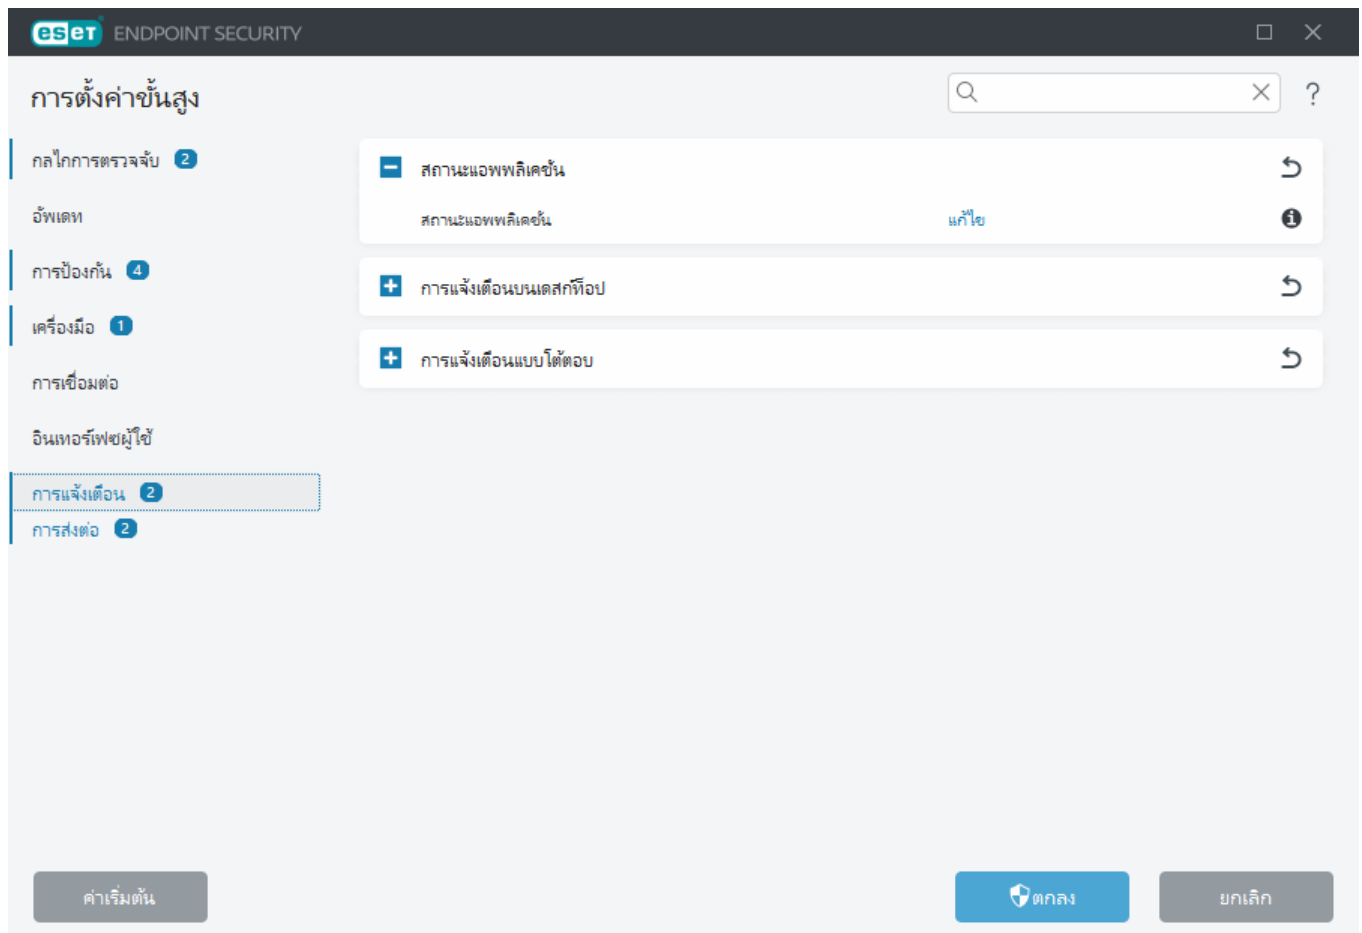 eset ENDPOINT SECURITY
การตั้งค่าขั้นสูง
?
กลไกการตรวจจับ 2
อัพเดท
การป้องกัน 4
เครื่องมือ 1
การเชื่อมต่อ
อินเทอร์เฟซผู้ใช้
การแจ้งเตือน 2
การส่งต่อ 2
สถานะแอพพลิเคชั่น
สถานะแอพพลิเคชั่น แก้ไข
การแจ้งเตือนบนเดสก์ท็อป
การแจ้งเตือนแบบโต้ตอบ
ค่าเริ่มต้น ตกลง ยกเลิก